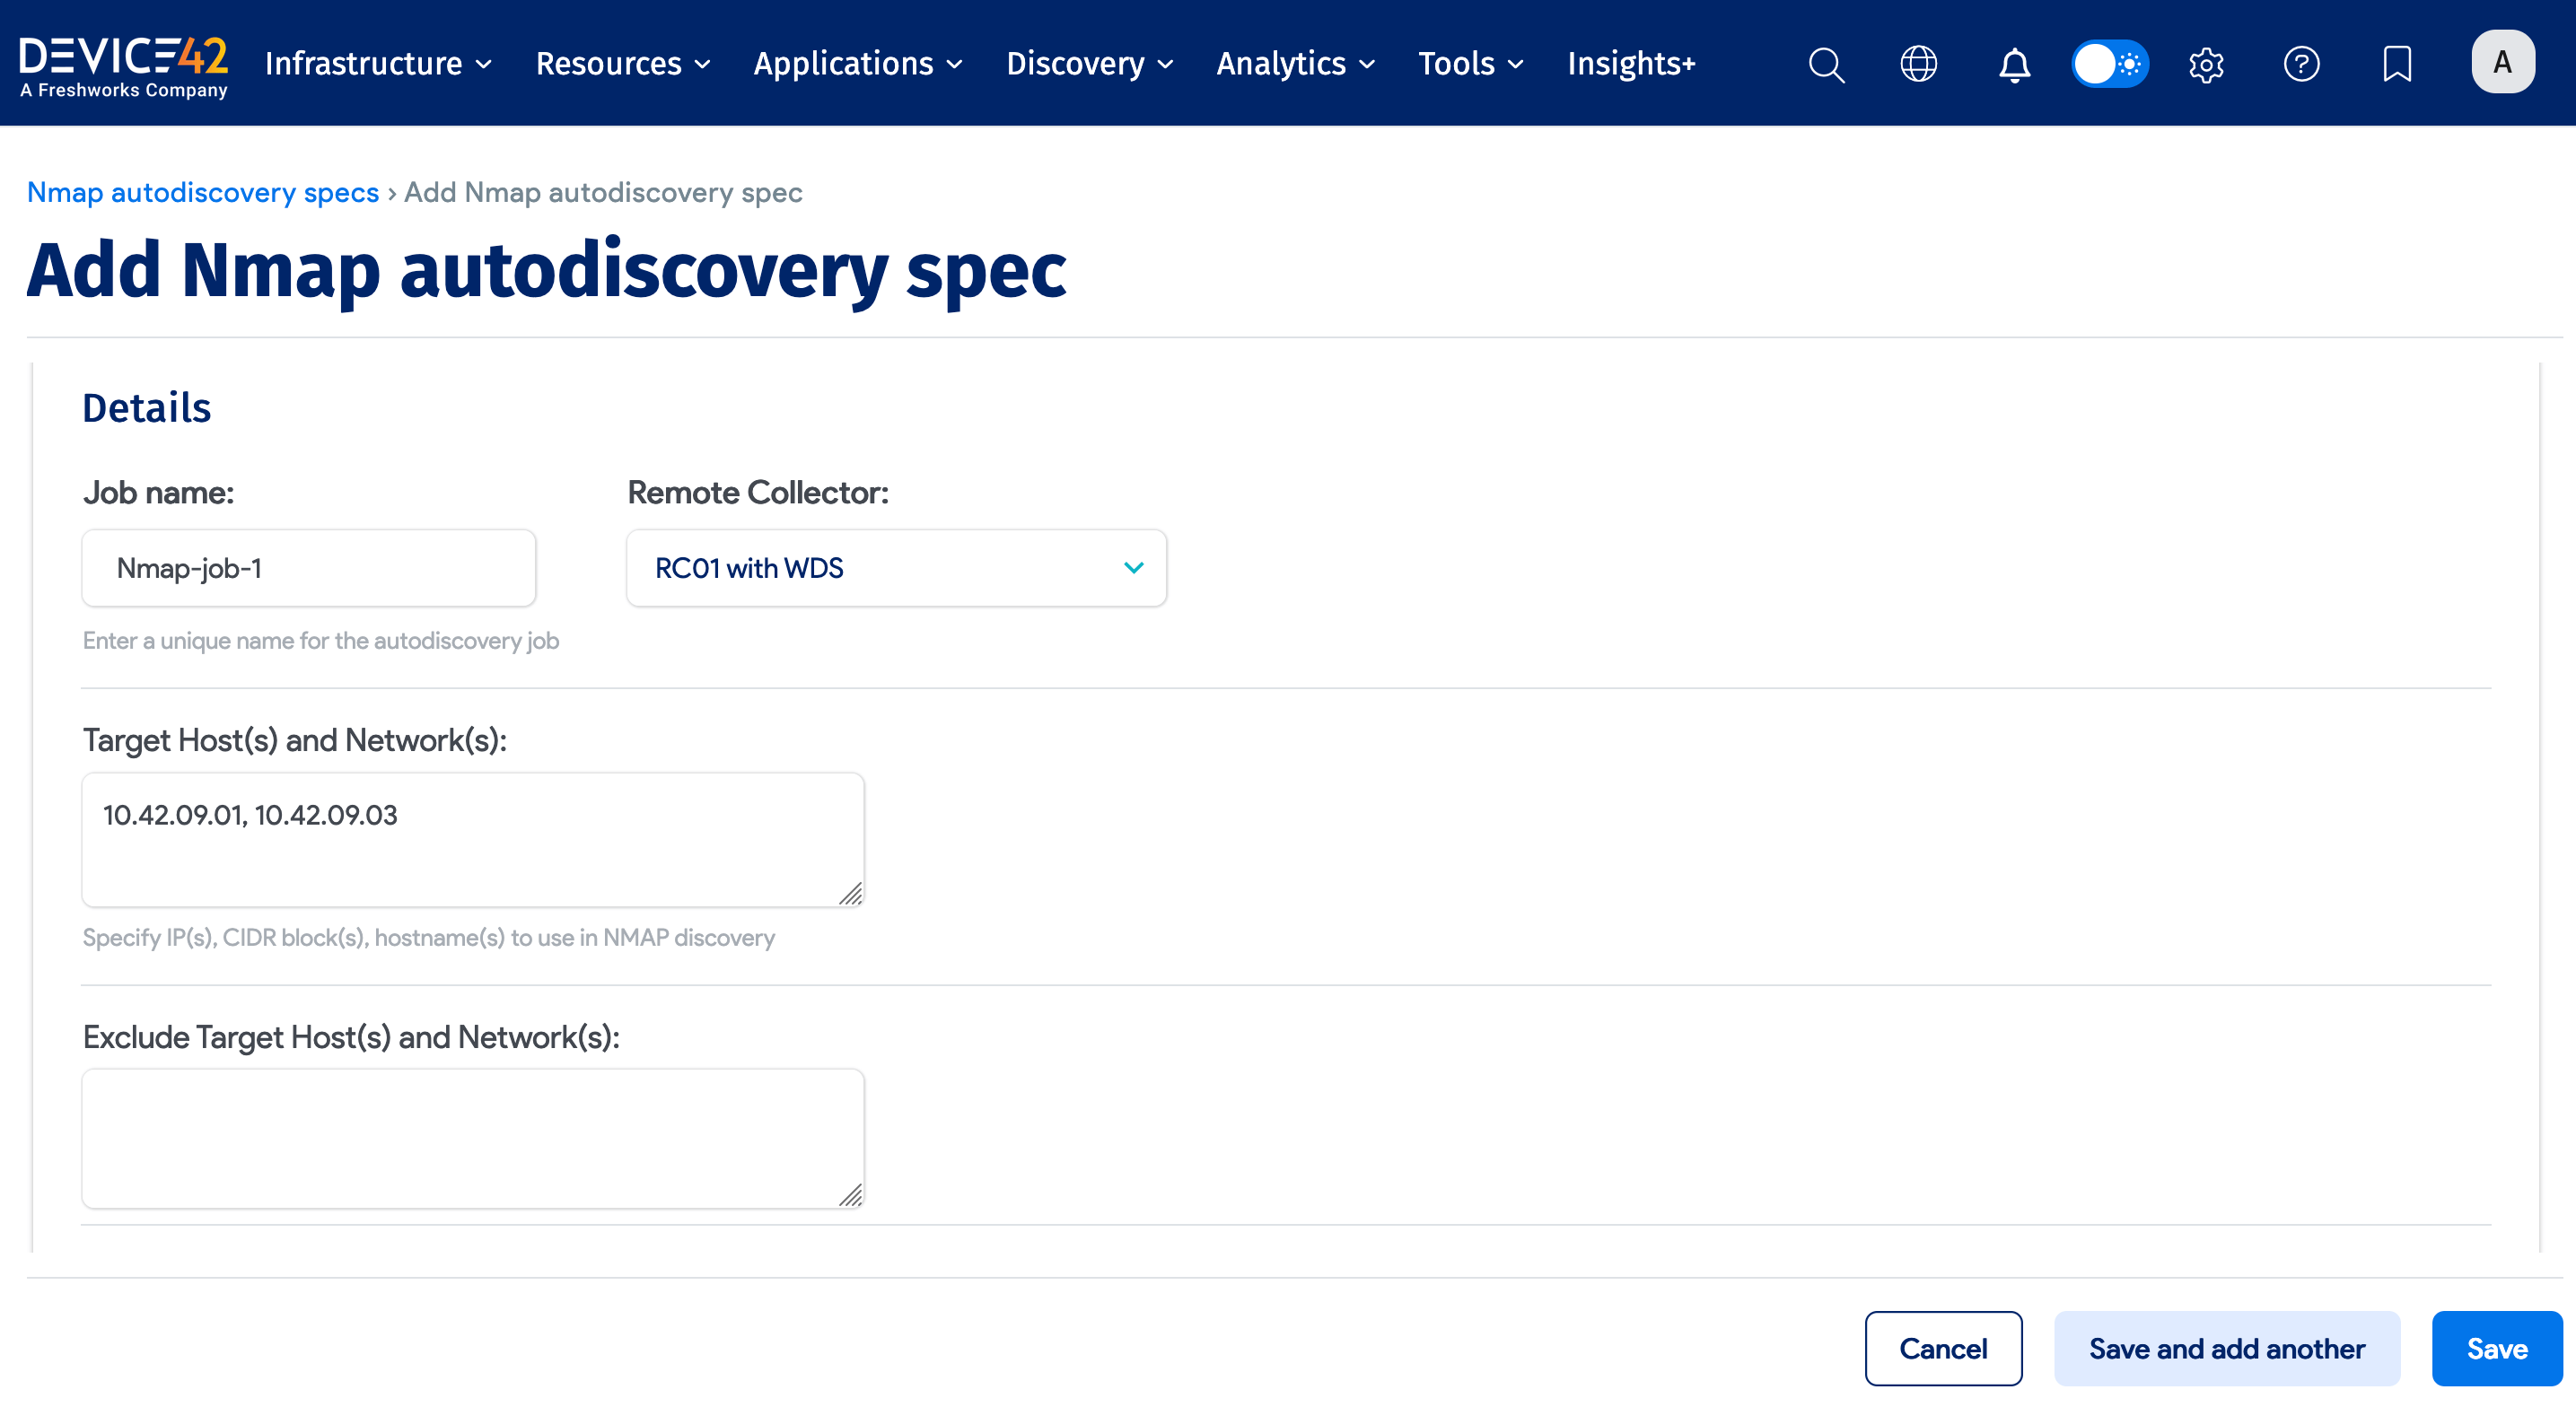 DEVICE42
A Freshworks Company
Infrastructure
Resources
Applications
Discovery
Analytics
Tools
Insights+
A
Nmap autodiscovery specs › Add Nmap autodiscovery spec
Add Nmap autodiscovery spec
Details
Job name:
Remote Collector:
Nmap-job-1
RC01 with WDS
Enter a unique name for the autodiscovery job
Target Host(s) and Network(s):
10.42.09.01, 10.42.09.03
Specify IP(s), CIDR block(s), hostname(s) to use in NMAP discovery
Exclude Target Host(s) and Network(s):
Cancel
Save and add another
Save